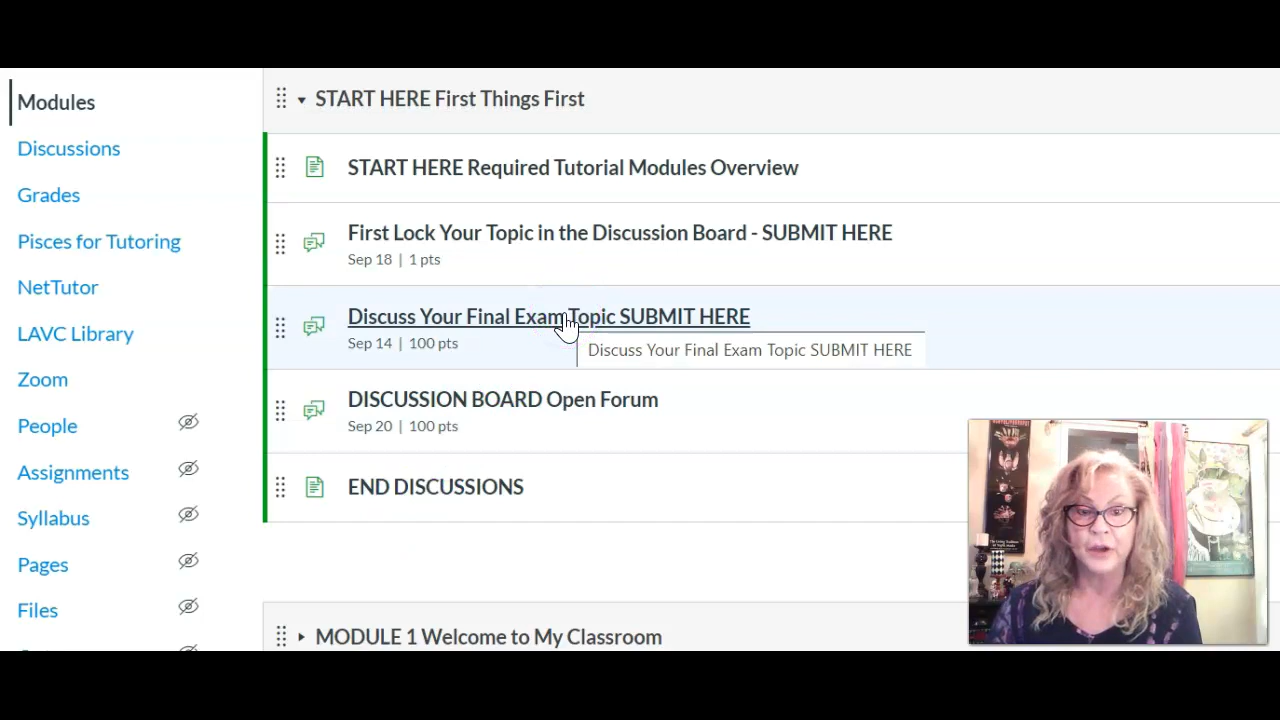 Modules
Discussions
Grades
Pisces for Tutoring
NetTutor
LAVC Library
Zoom
People
Assignments
Syllabus
Pages
Files
START HERE First Things First
START HERE Required Tutorial Modules Overview
First Lock Your Topic in the Discussion Board - SUBMIT HERE
Sep 18 | 1 pts
Discuss Your Final Exam Topic SUBMIT HERE
Sep 14 | 100 pts
Discuss Your Final Exam Topic SUBMIT HERE
DISCUSSION BOARD Open Forum
Sep 20 | 100 pts
END DISCUSSIONS
MODULE 1 Welcome to My Classroom